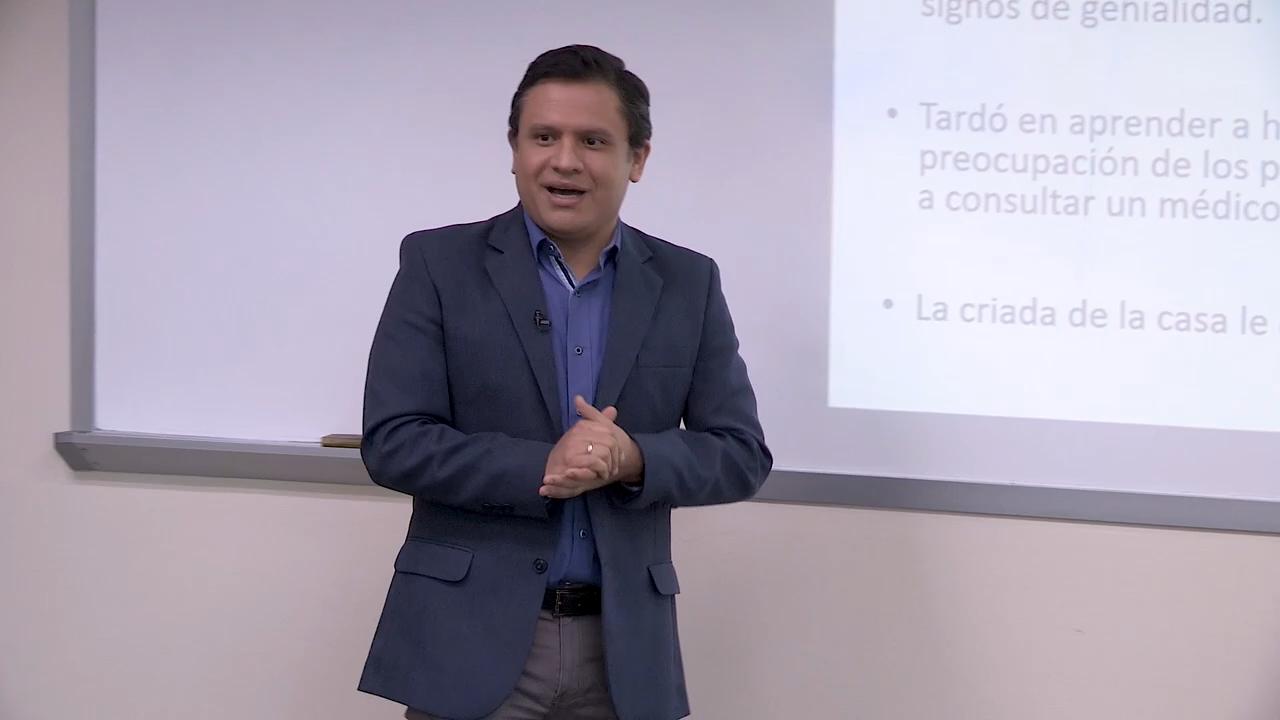 signos de genialidad.
• Tardó en aprender a h
preocupación de los p
a consultar un médico
• La criada de la casa le